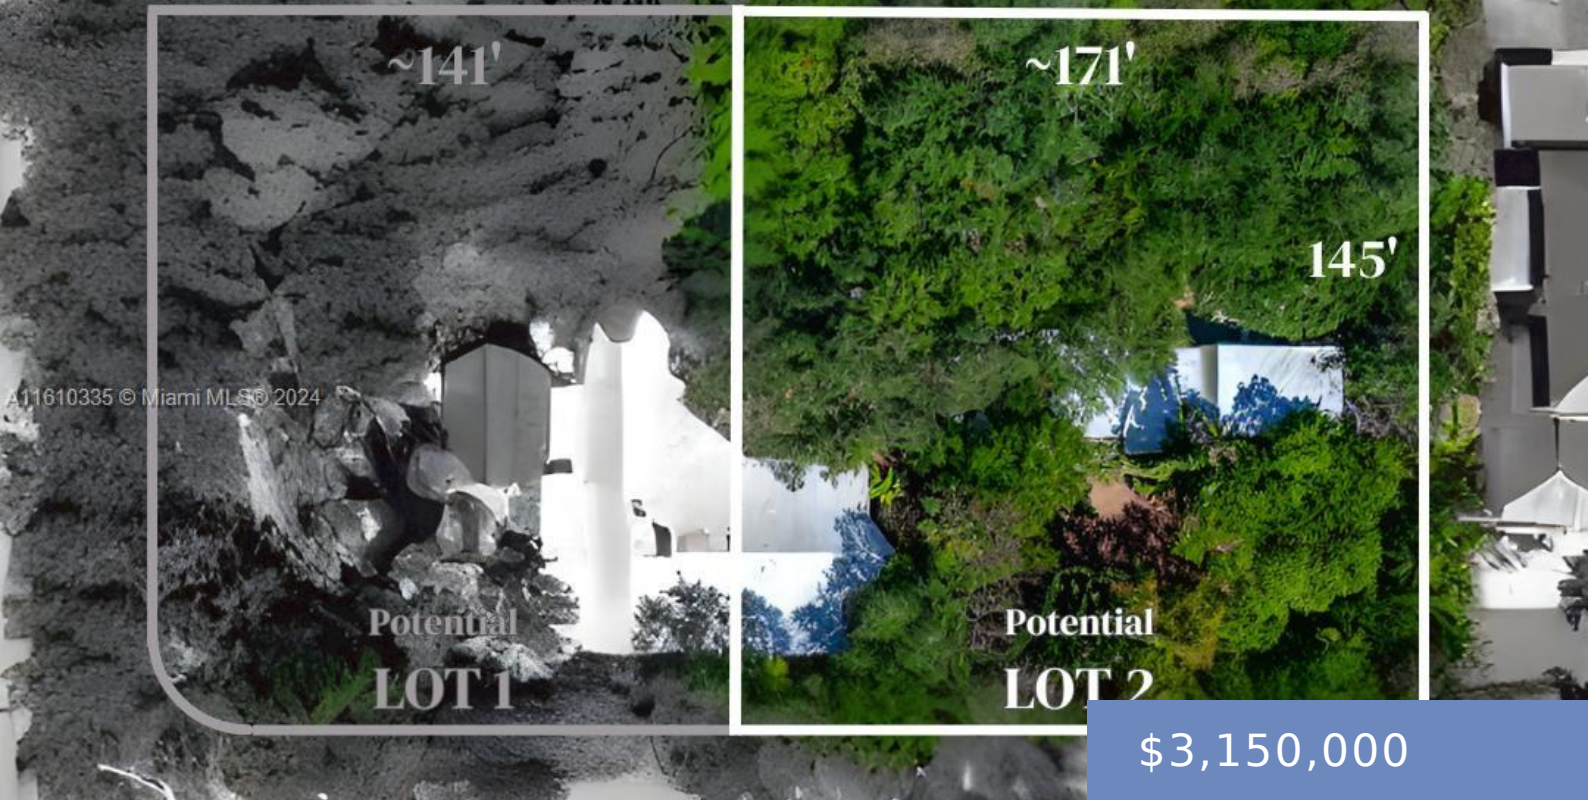 ~141'
~171'
145'
A11610335 © Miami MLS® 2024
Potential
LOT 1
Potential
LOT 2
$3,150,000